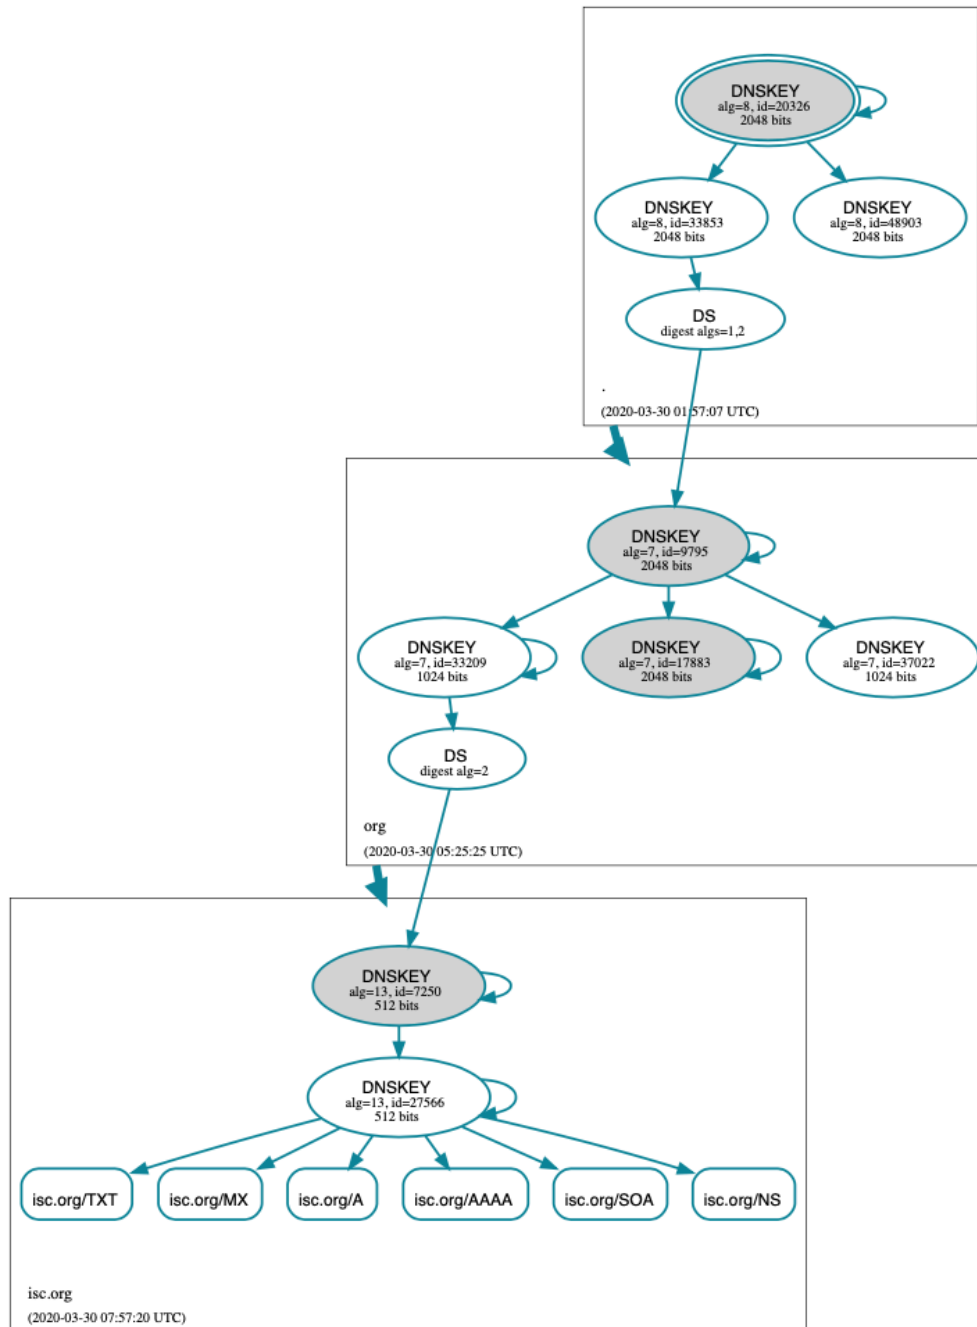 DNSKEY
alg=8, id=20326
2048 bits
DNSKEY
alg=8, id=33853
2048 bits
DNSKEY
alg=8, id=48903
2048 bits
DS
digest algs=1,2
.
(2020-03-30 01:57:07 UTC)
DNSKEY
alg=7, id=9795
2048 bits
DNSKEY
alg=7, id=33209
1024 bits
DNSKEY
alg=7, id=17883
2048 bits
DNSKEY
alg=7, id=37022
1024 bits
DS
digest alg=2
org
(2020-03-30 05:25:25 UTC)
DNSKEY
alg=13, id=7250
512 bits
DNSKEY
alg=13, id=27566
512 bits
isc.org/TXT
isc.org/MX
isc.org/A
isc.org/AAAA
isc.org/SOA
isc.org/NS
isc.org
(2020-03-30 07:57:20 UTC)